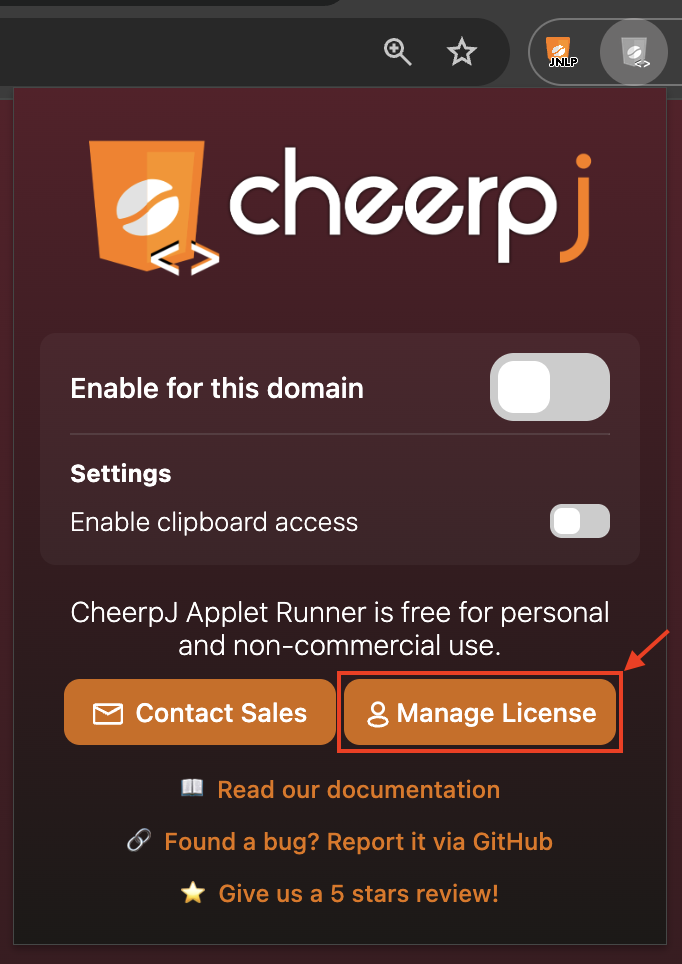 JNLP
<>
cheerpj
<>
Enable for this domain
Settings
Enable clipboard access
CheerpJ Applet Runner is free for personal
and non-commercial use.
Contact Sales
Manage License
Read our documentation
Found a bug? Report it via GitHub
Give us a 5 stars review!